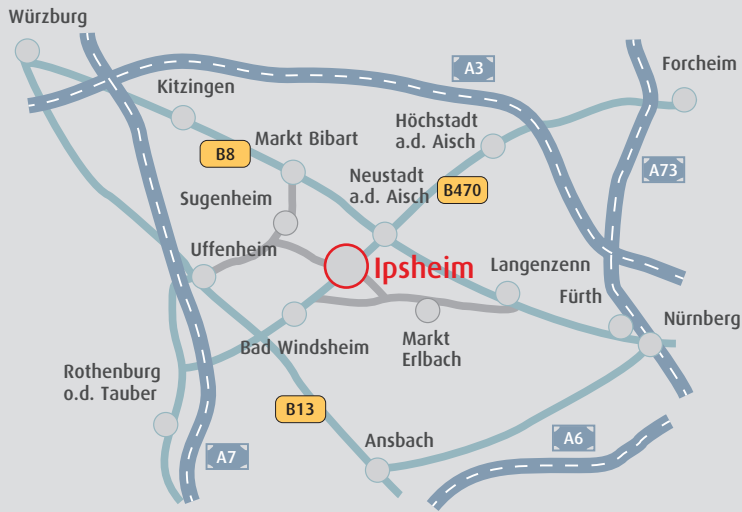 Würzburg
A3
Forcheim
Kitzingen
Höchstadt
a.d. Aisch
Markt Bibart
B8
Neustadt
a.d. Aisch
B470
A73
Sugenheim
Uffenheim
Ipsheim
Langenzenn
Fürth
Nürnberg
Bad Windsheim
Markt
Erlbach
Rothenburg
o.d. Tauber
B13
Ansbach
A6
A7